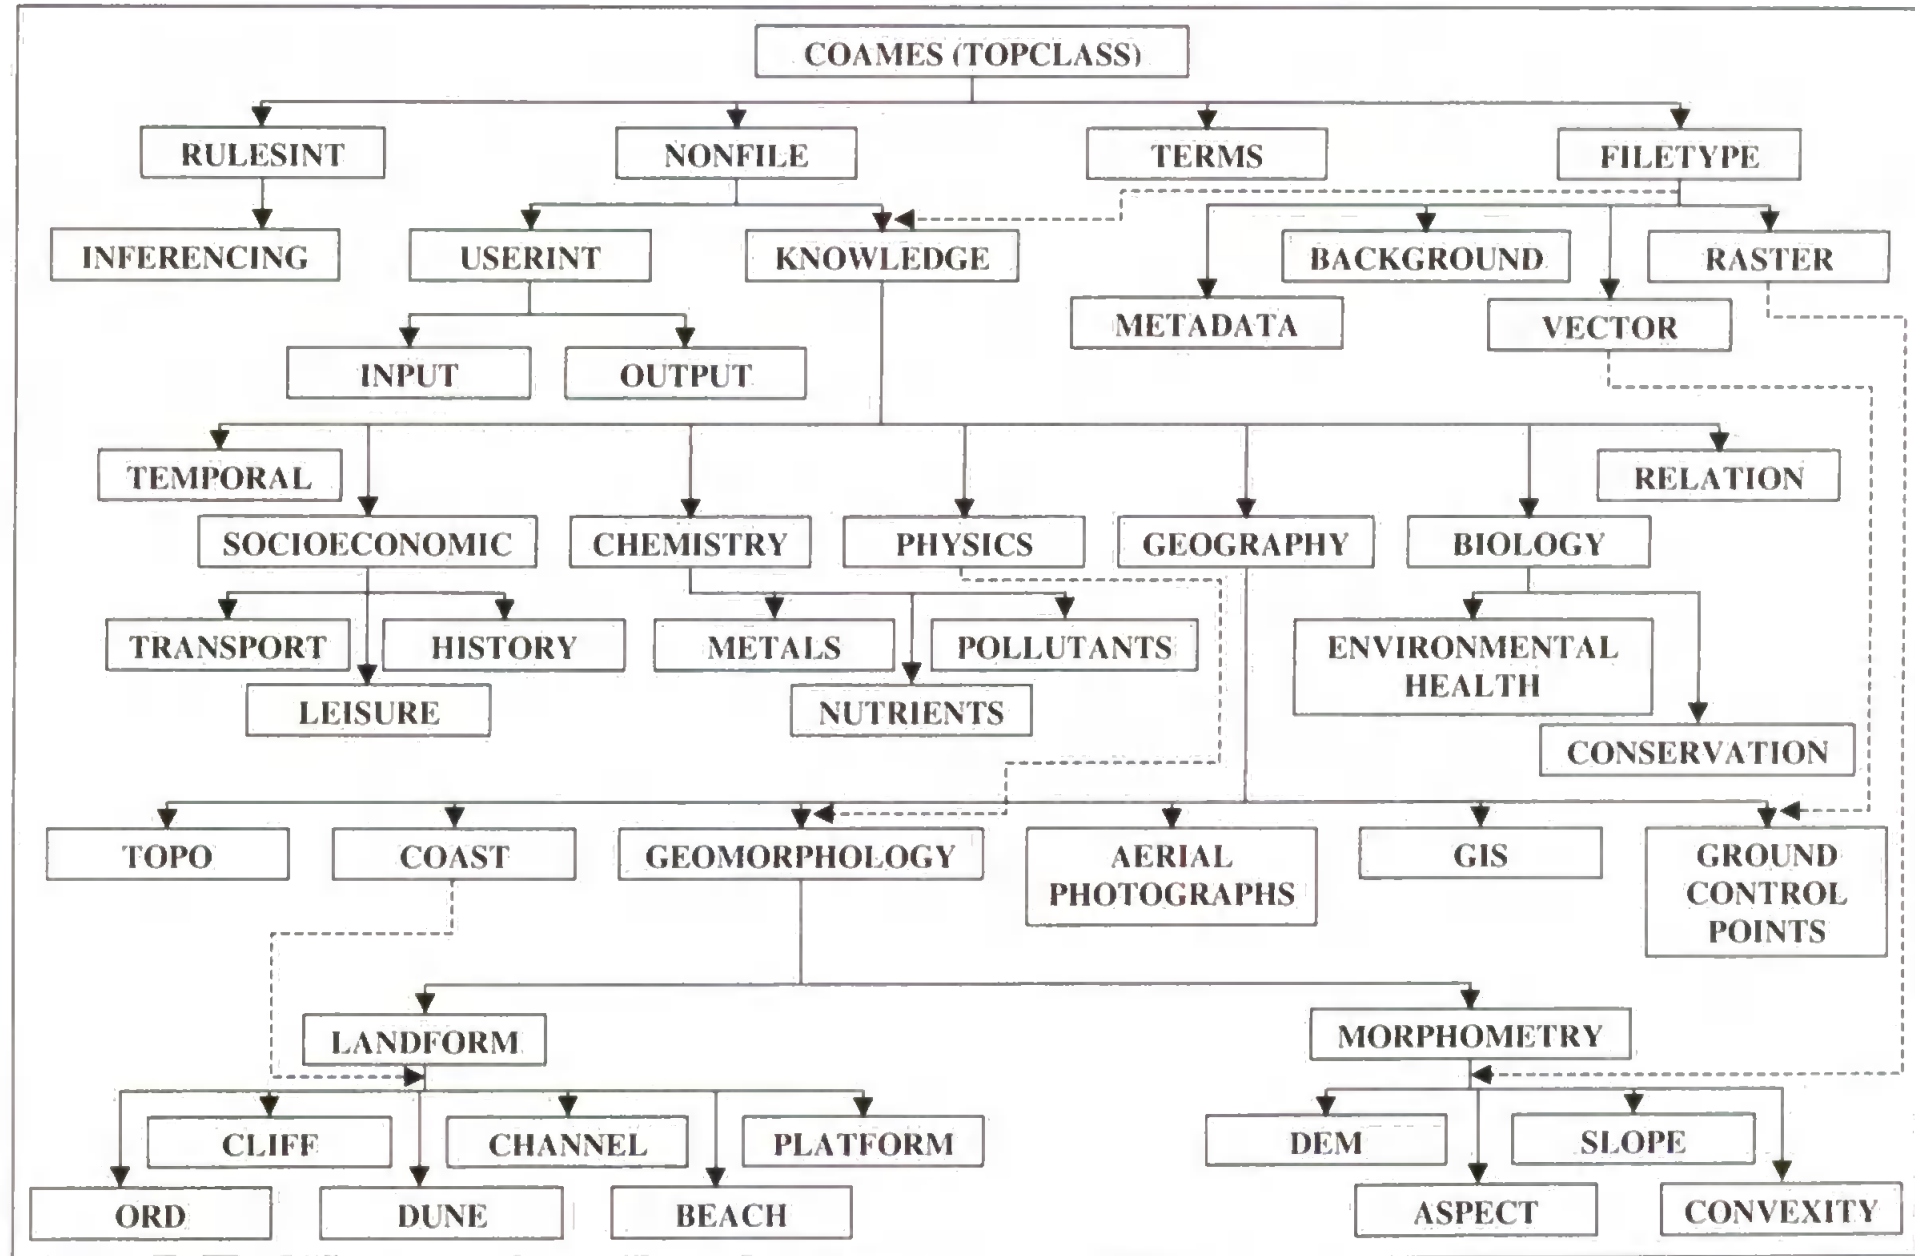 COAMES (TOPCLASS)
RULESINT
NONFILE
TERMS
FILETYPE
INFERENCING
USERINT
KNOWLEDGE
BACKGROUND
RASTER
METADATA
VECTOR
INPUT
OUTPUT
TEMPORAL
RELATION
SOCIOECONOMIC
CHEMISTRY
PHYSICS
GEOGRAPHY
BIOLOGY
TRANSPORT
HISTORY
METALS
POLLUTANTS
ENVIRONMENTAL
HEALTH
LEISURE
NUTRIENTS
CONSERVATION
TOPO
COAST
GEOMORPHOLOGY
AERIAL
PHOTOGRAPHS
GIS
GROUND
CONTROL
POINTS
LANDFORM
MORPHOMETRY
CLIFF
CHANNEL
PLATFORM
DEM
SLOPE
ORD
DUNE
BEACH
ASPECT
CONVEXITY